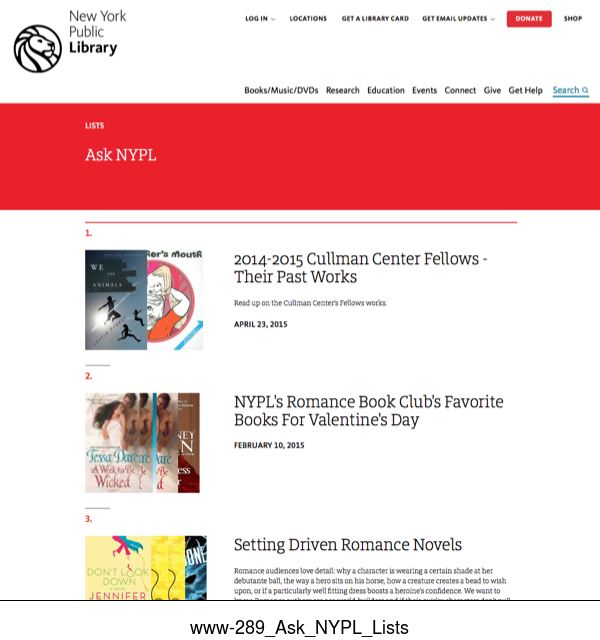 New York
Public
Library
LOG IN
LOCATIONS
GET A LIBRARY CARD
GET EMAIL UPDATES
DONATE
SHOP
Books/Music/DVDs Research Education Events Connect Give Get Help Search
LISTS
Ask NYPL
1.
WE
THE
ANIMALS
2014-2015 Cullman Center Fellows -
Their Past Works
Read up on the Cullman Center's Fellows works.
APRIL 23, 2015
2.
Tessa Dare
A Week to Be
Wicked
NYPL's Romance Book Club's Favorite
Books For Valentine's Day
FEBRUARY 10, 2015
3.
DON'T LOOK
DOWN
JENNIFER
Setting Driven Romance Novels
Romance audiences love detail: why a character is wearing a certain shade at her
debutante ball, the way a hero sits on his horse, how a creature creates a bead to wish
upon, or if a particularly well fitting dress boosts a heroine's confidence. We want to
www-289_Ask_NYPL_Lists